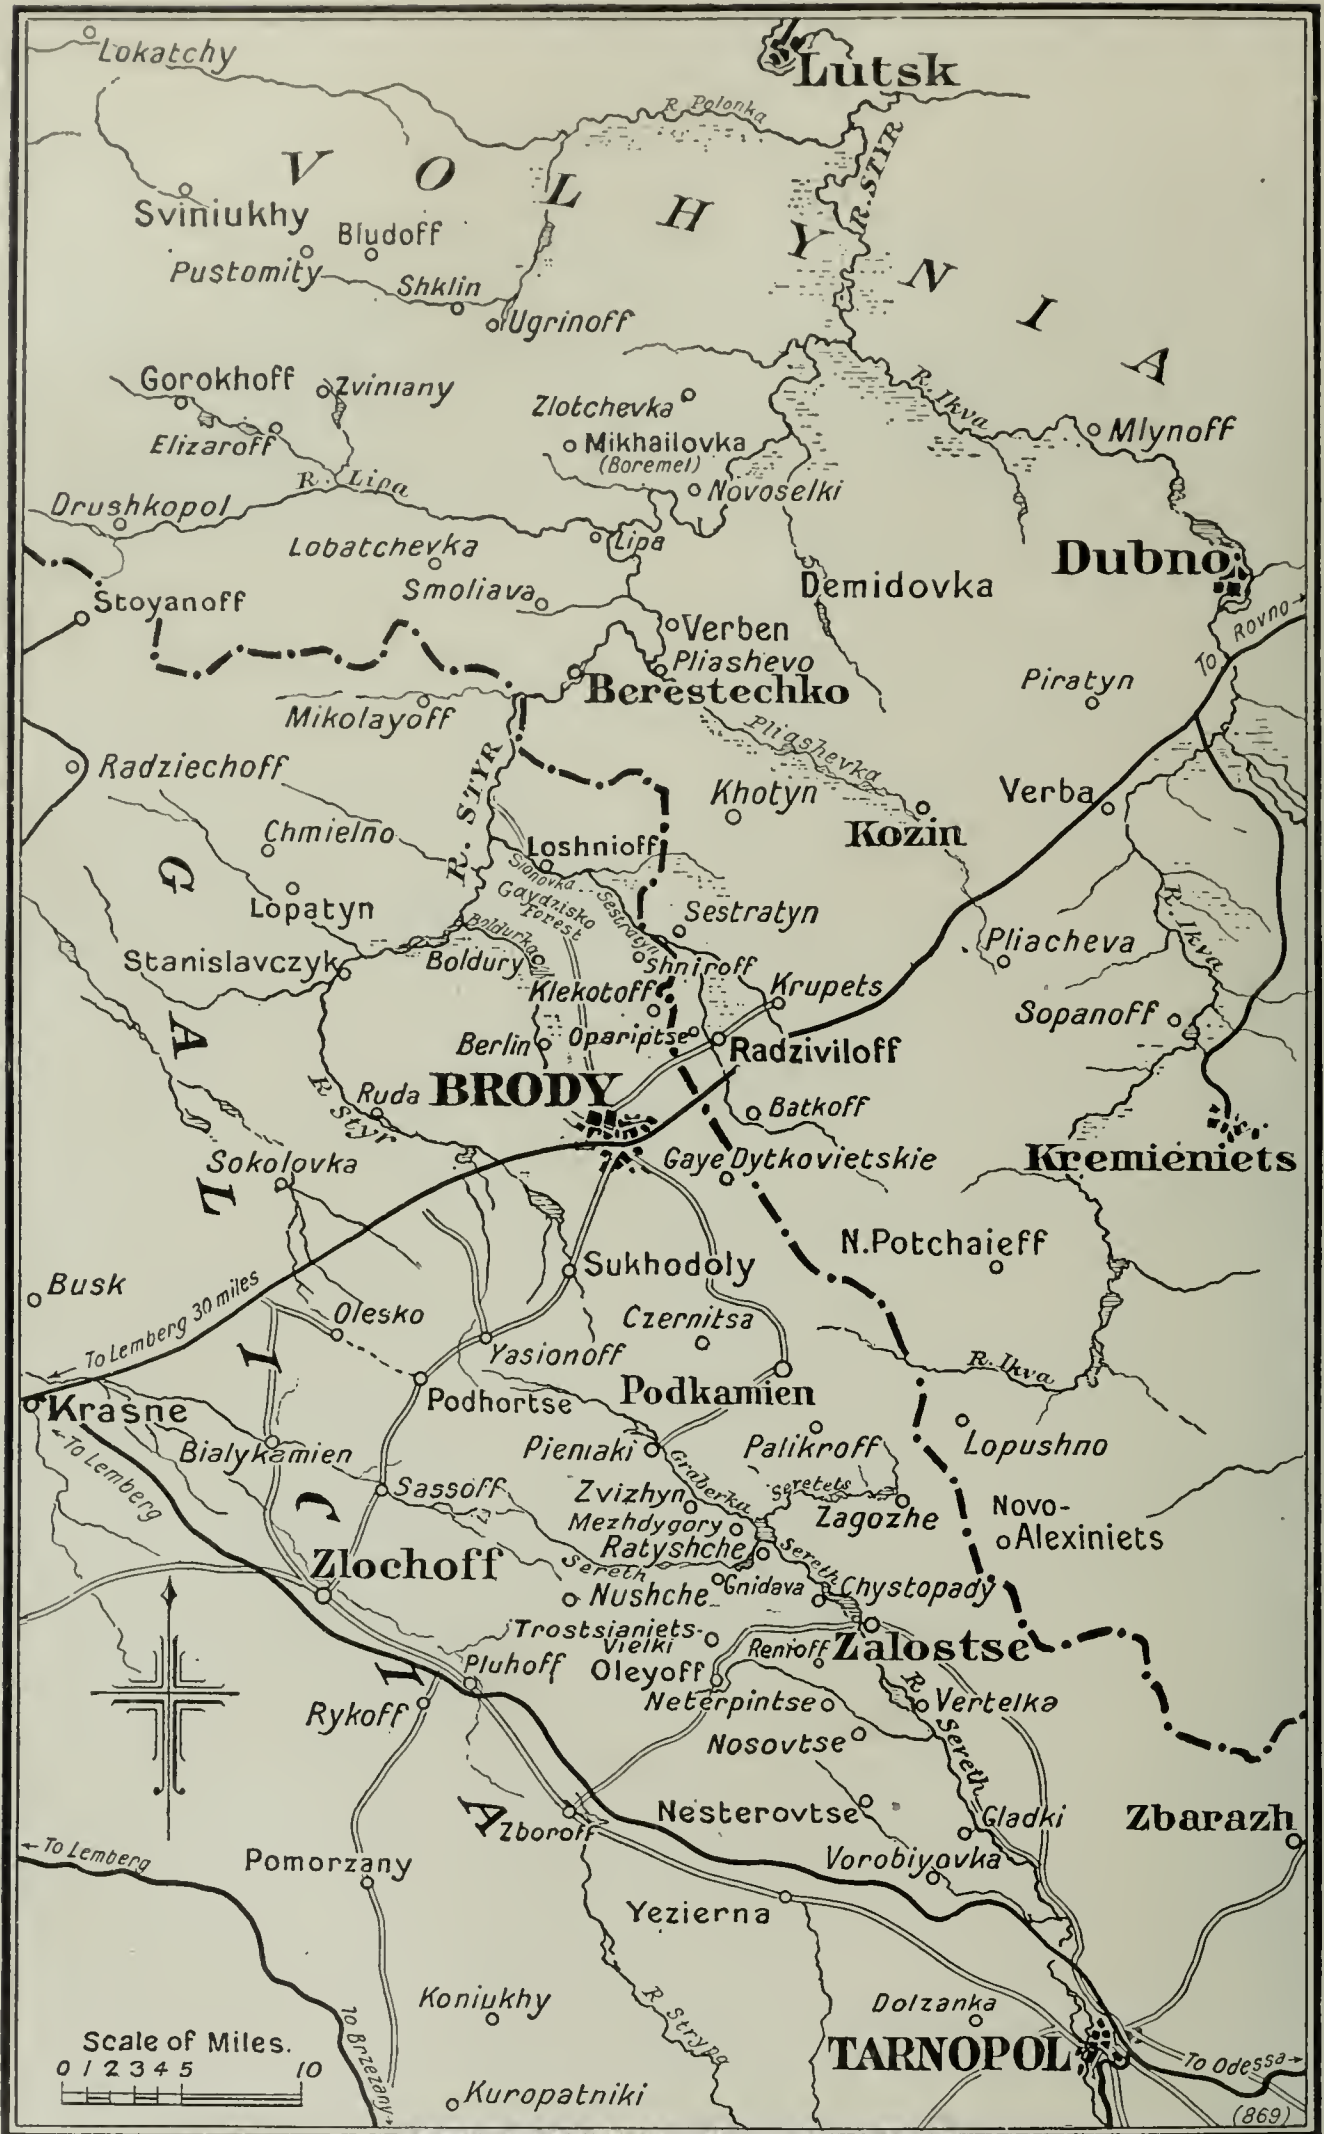 Lokatchy
Lutsk
R. Polonka
R. STYR
VOLHYNIA
Sviniukhy
Bludoff
Pustomity
Shklin
Ugrinoff
Gorokhoff
Zviniany
Zlotchevka
R. Ikva
Mlynoff
Elizaroff
Mikhailovka
(Boremel)
R. Lipa
Novoselki
Drushkopol
Lobatchevka
Lipa
Dubno
Smoliava
Demidovka
Stoyanoff
To Rovno
Verben
Pliashevo
Berestechko
Piratyn
Mikolayoff
Pliashevka
Radziechoff
R. STYR
Khotyn
Verba
Kozin
Chmielno
Loshnioff
Slonovka
Gaydzisko
Forest
Sestratyn
Lopatyn
Sestratyn
R. Ikva
Boldurka
Stanislavczyk
Boldury
Shniroff
Pliacheva
Klekotoff
Krupets
Sopanoff
Berlin
Opariptse
Radziviloff
GALICIA
R Styr
Ruda
BRODY
Batkoff
Sokolovka
Gaye Dytkovietskie
Kremieniets
N. Potchaieff
Busk
Sukhodoly
To Lemberg 30 miles
Olesko
Czernitsa
Yasionoff
R. Ikva
Krasne
Podhortse
Podkamien
To Lemberg
Bialykamien
Pieniaki
Palikroff
Lopushno
Graberka
Seretets
Sassoff
Zvizhyn
Zagozhe
Novo-
Alexiniets
Mezhdygory
Ratyshche
Sereth
Zlochoff
Sereth
Nushche
Gnidava
Chystopady
Trostsianiets-
Vielki
Renioff
Zalostse
Pluhoff
Oleyoff
Rykoff
Neterpintse
R. Sereth
Vertelka
Nosovtse
Nesterovtse
Gladki
Zbarazh
Zboroff
To Lemberg
Pomorzany
Vorobiyovka
Yezierna
Koniukhy
R. Strypa
Dolzanka
TARNOPOL
To Odessa
To Brzezany
Scale of Miles.
0 1 2 3 4 5 10
Kuropatniki
(869)